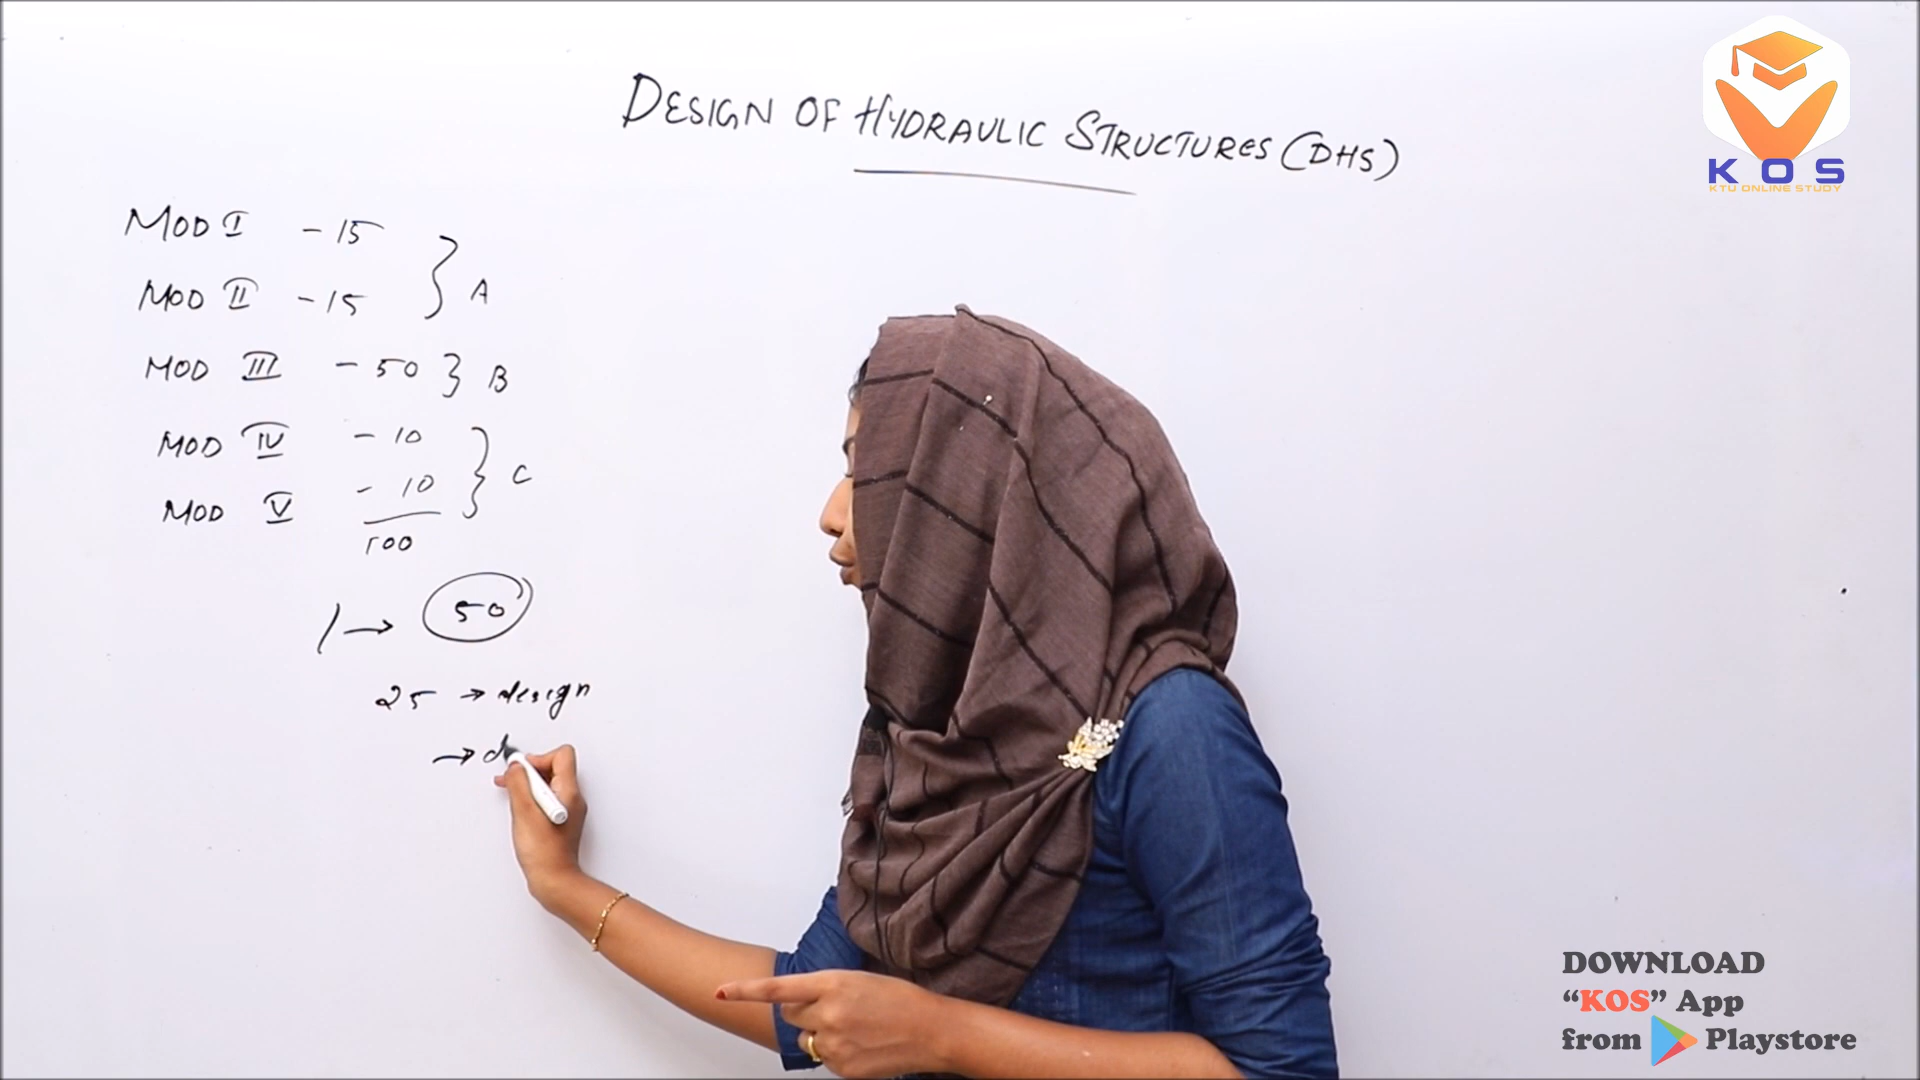 DESIGN OF HYDRAULIC STRUCTURES (DHS)
MOD I - 15
MOD II - 15
} A
MOD III - 50 } B
MOD IV - 10
MOD V - 10
} C
100
1 → 50
25 → design
→ d
KOS
KTU ONLINE STUDY
DOWNLOAD
“KOS” App
from Playstore